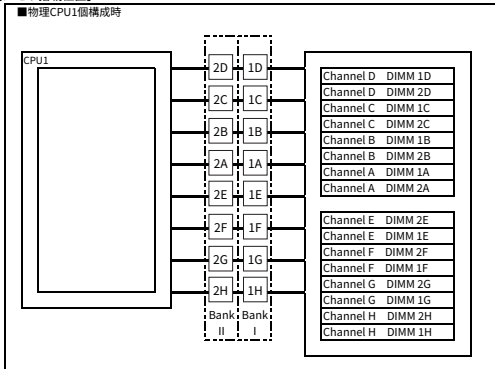 ■物理CPU1個構成時
CPU1
2D 1D
2C 1C
2B 1B
2A 1A
2E 1E
2F 1F
2G 1G
2H 1H
Bank II Bank I
Channel D DIMM 1D
Channel D DIMM 2D
Channel C DIMM 1C
Channel C DIMM 2C
Channel B DIMM 1B
Channel B DIMM 2B
Channel A DIMM 1A
Channel A DIMM 2A
Channel E DIMM 2E
Channel E DIMM 1E
Channel F DIMM 2F
Channel F DIMM 1F
Channel G DIMM 2G
Channel G DIMM 1G
Channel H DIMM 2H
Channel H DIMM 1H